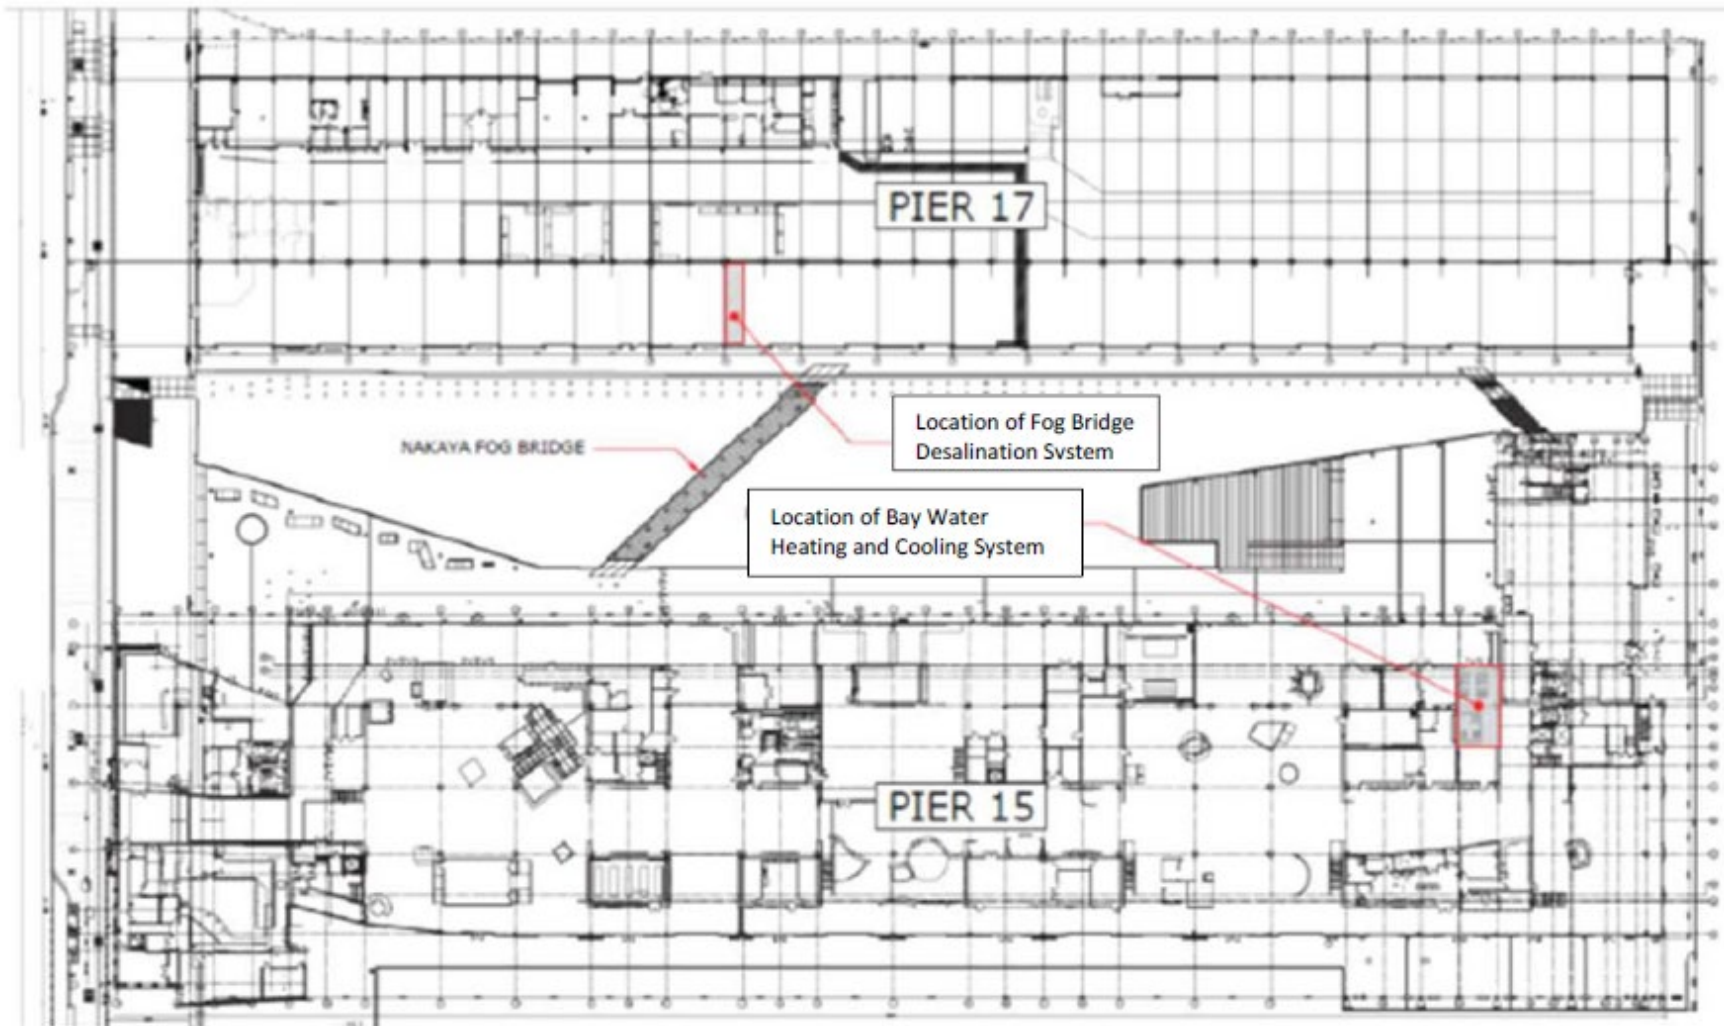 PIER 17
Location of Fog Bridge
Desalination Svstem
NAKAYA FOG BRIDGE
Location of Bay Water
Heating and Cooling System
PIER 15